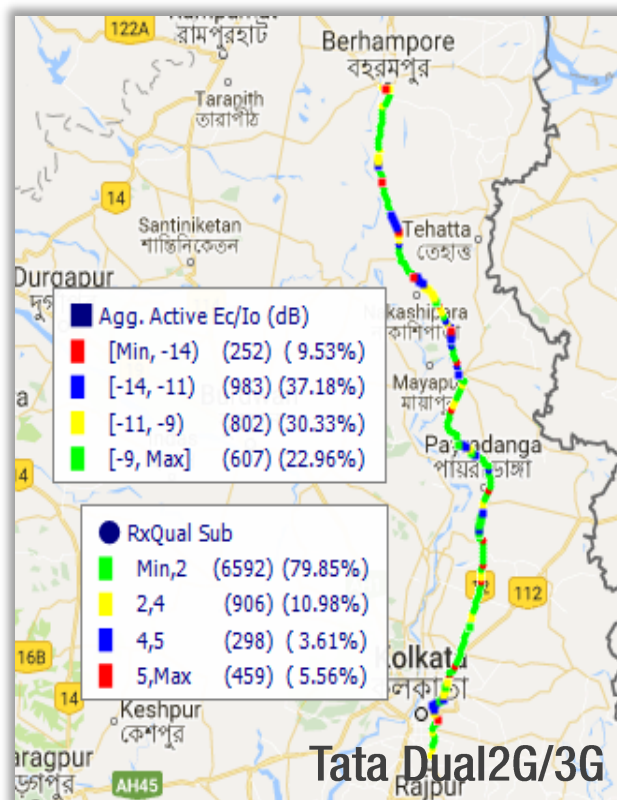 122A
রামপুরহাট
Berhampore
বহরমপুর
Tarapith
তারাপীঠ
14
Santiniketan
শান্তিনিকেতন
Tehatta
তেহাট্ট
Durgapur
Agg. Active Ec/Io (dB)
[Min, -14) (252) ( 9.53%)
[-14, -11) (983) (37.18%)
[-11, -9) (802) (30.33%)
[-9, Max] (607) (22.96%)
Nakashipara
নাকাশিপাড়া
Mayapur
মায়াপুর
Payradanga
পায়রাডাঙ্গা
RxQual Sub
Min,2 (6592) (79.85%)
2,4 (906) (10.98%)
4,5 (298) ( 3.61%)
5,Max (459) ( 5.56%)
112
16B
14
Kolkata
কলকাতা
Keshpur
কেশপুর
AH45
Tata Dual2G/3G
Rajpur